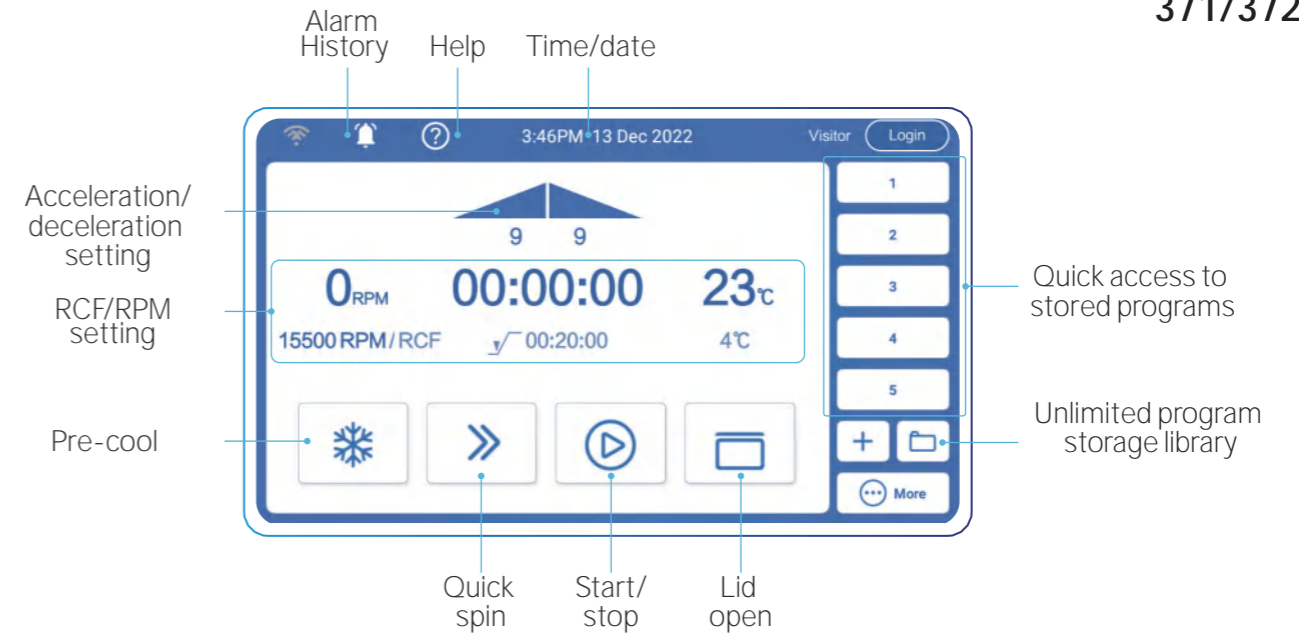 371/372
Alarm
History
Help
Time/date
3:46PM 13 Dec 2022
Visitor
Login
Acceleration/
deceleration
setting
9 9
RCF/RPM
setting
0 RPM
00:00:00
23℃
15500 RPM/RCF
00:20:00
4℃
1
2
3
4
5
Quick access to
stored programs
Pre-cool
+
Unlimited program
storage library
More
Quick
spin
Start/
stop
Lid
open